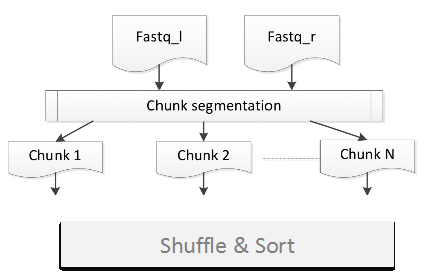 Fastq_l
Fastq_r
Chunk segmentation
Chunk 1
Chunk 2
Chunk N
Shuffle & Sort